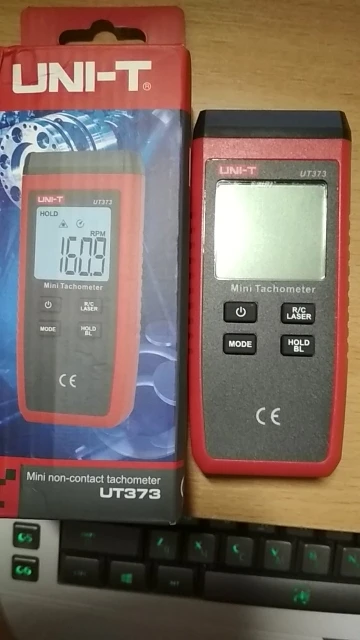 UNI-T®
UNI-T
UT373
HOLD
RPM
160.9
Mini Tachometer
R/C
LASER
MODE
HOLD
BL
CE
Mini non-contact tachometer
UT373
UNI-T
UT373
Mini Tachometer
R/C
LASER
MODE
HOLD
BL
CE